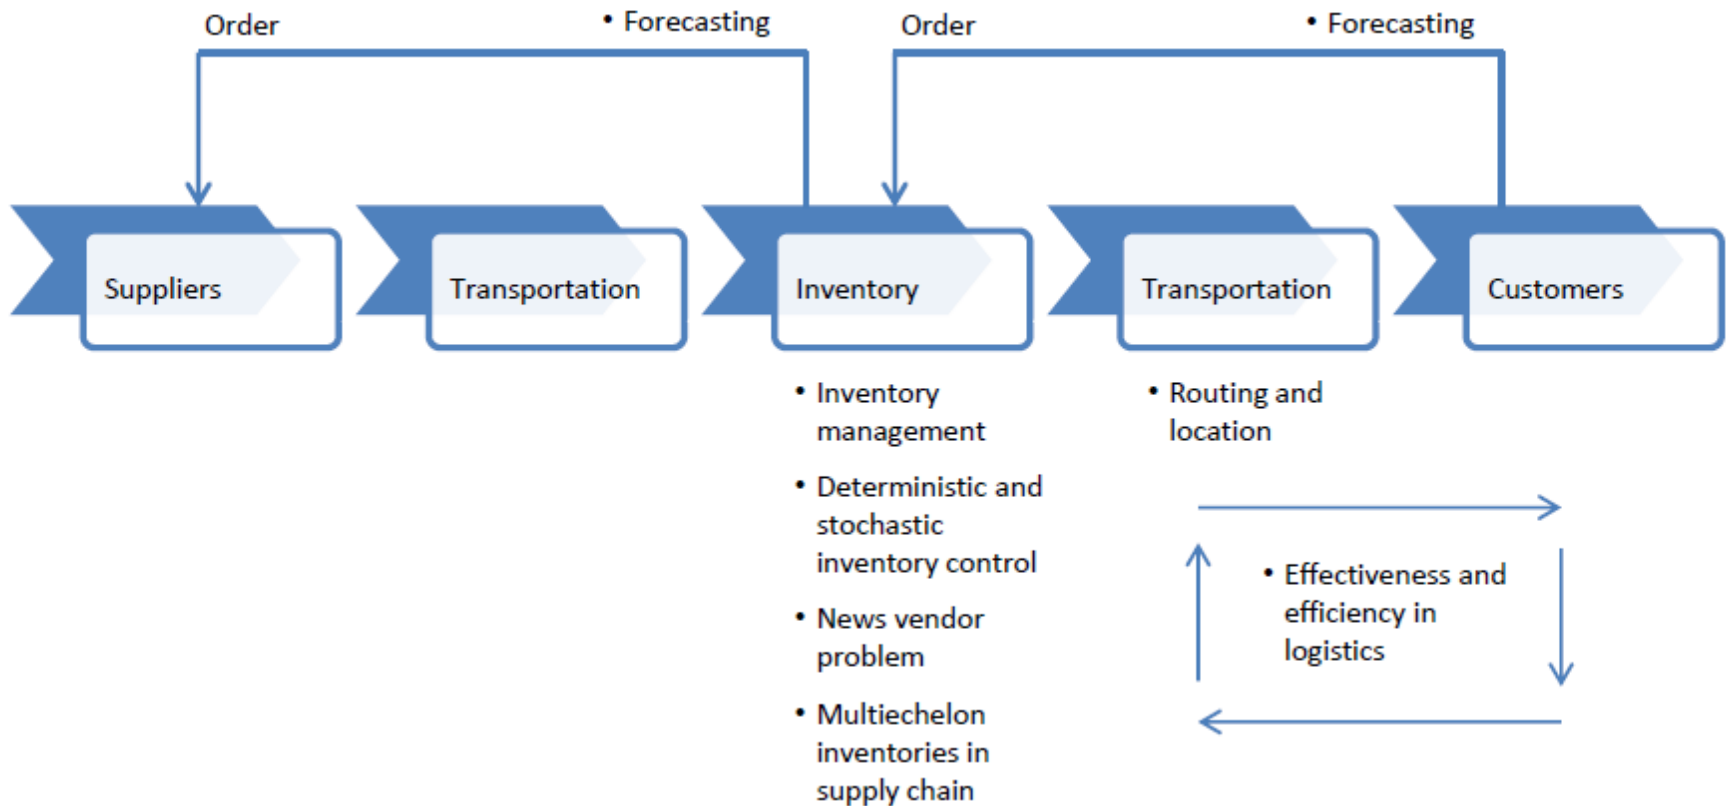 Order
• Forecasting
Order
• Forecasting
Suppliers
Transportation
Inventory
Transportation
Customers
• Inventory
management
• Deterministic and
stochastic
inventory control
• News vendor
problem
• Multiechelon
inventories in
supply chain
• Routing and
location
• Effectiveness and
efficiency in
logistics